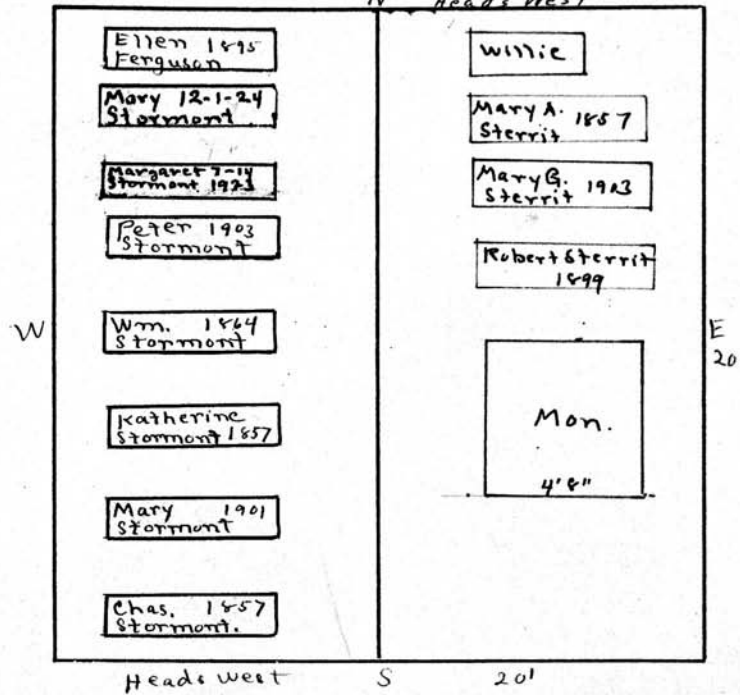 N Heads West
Ellen 1895
Ferguson
Mary 12-1-24
Stormont
Margaret 7-14
Stormont 1923
Peter 1903
Stormont
Wm. 1864
Stormont
Katherine
Stormont 1857
Mary 1901
Stormont
Chas. 1857
Stormont.
Willie
Mary A. 1857
Sterrit
Mary G. 1903
Sterrit
Robert Sterrit
1899
Mon.
4'8"
W
E
20
Heads West S 20'